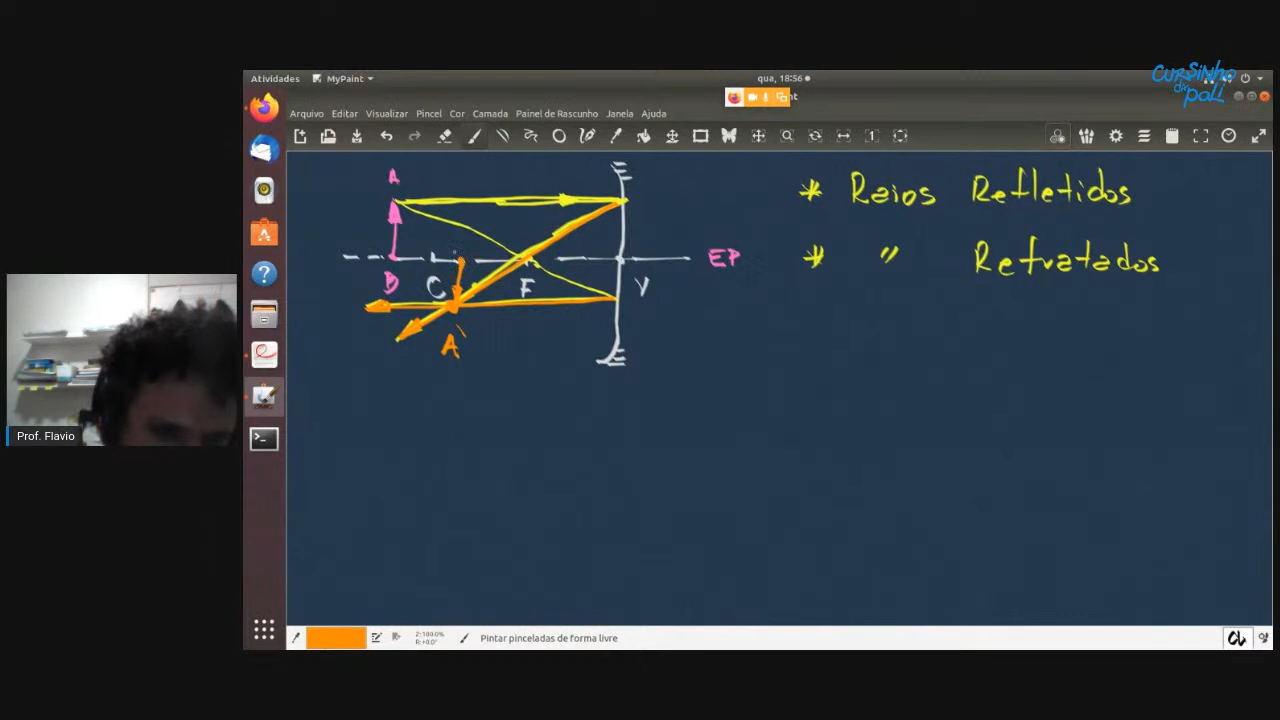 CURSINHO
da
POLI
Atividades MyPaint qua, 18:56
Arquivo Editar Visualizar Pincel Cor Camada Painel de Rascunho Janela Ajuda
A
* Raios Refletidos
EP
* " Refratados
B C F V
A'
Prof. Flavio
Pintar pinceladas de forma livre